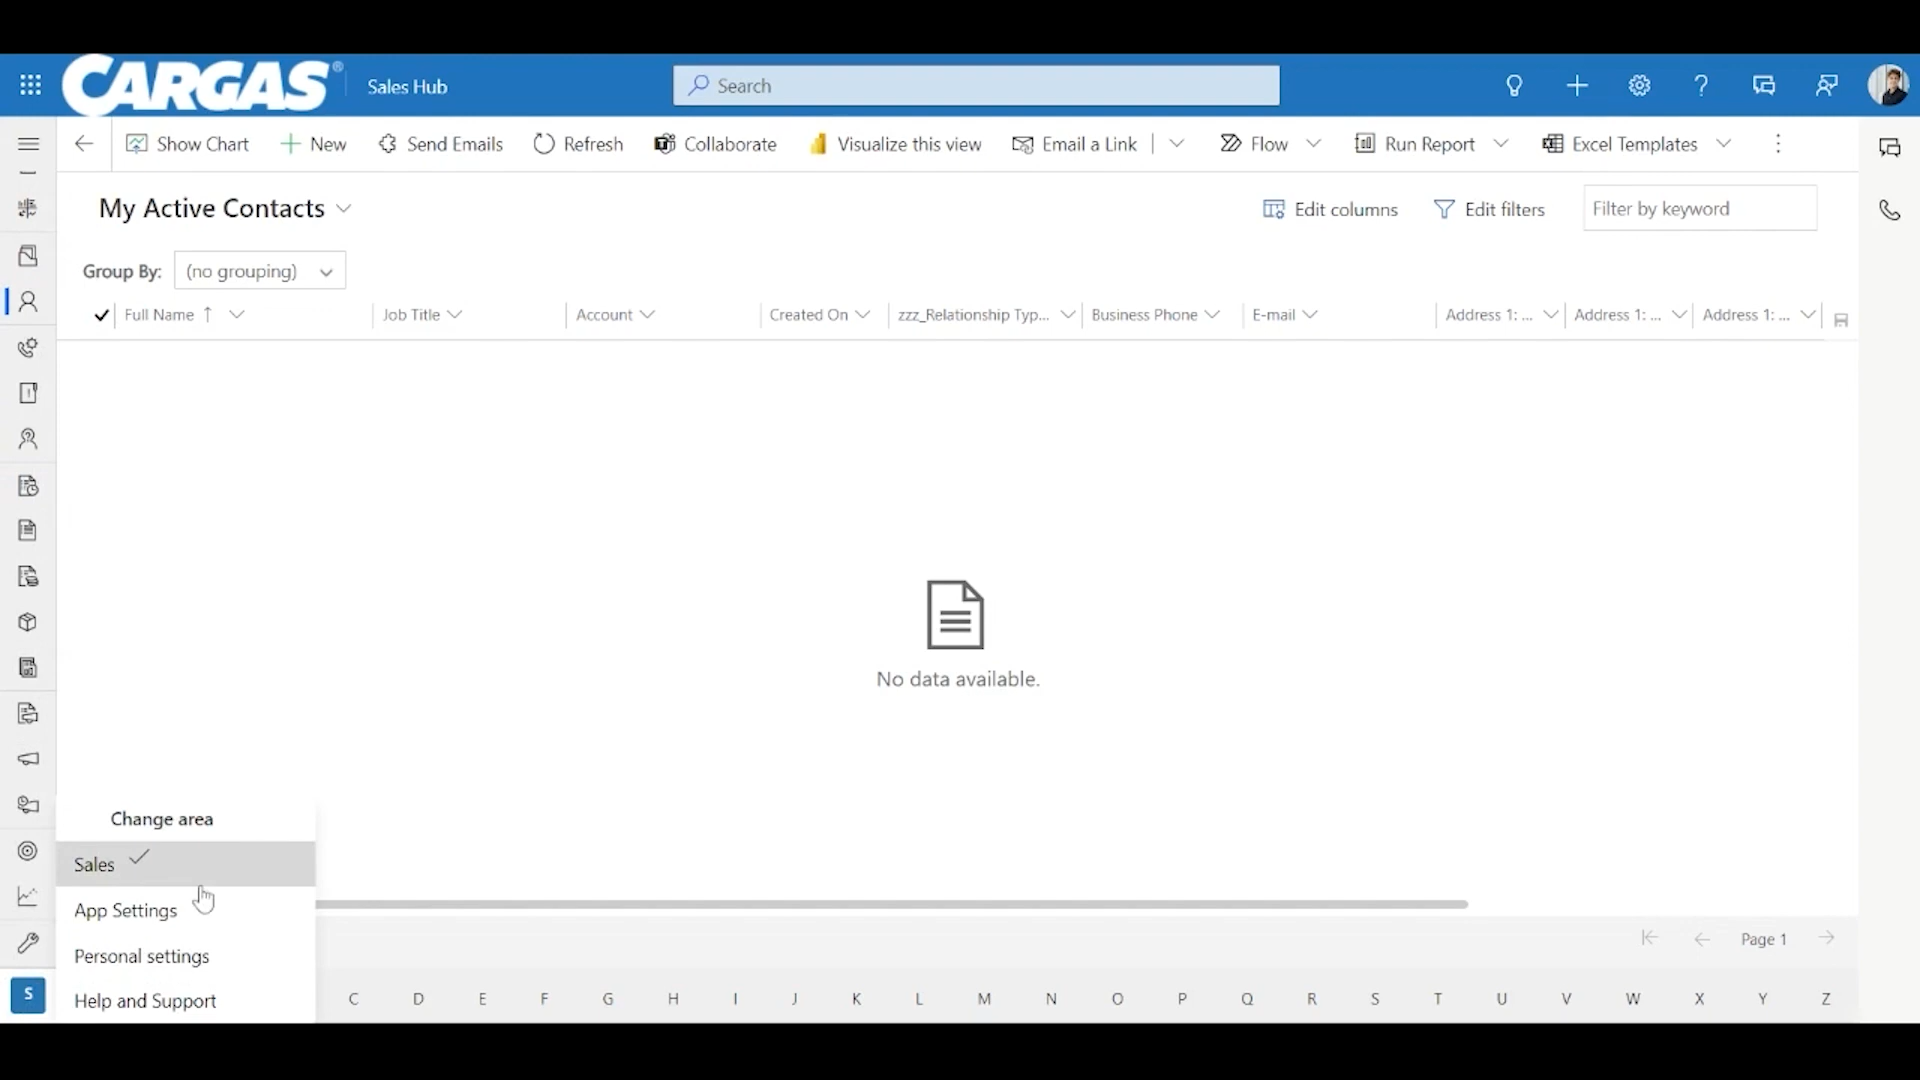 CARGAS®
Sales Hub
Search
Show Chart
New
Send Emails
Refresh
Collaborate
Visualize this view
Email a Link
Flow
Run Report
Excel Templates
My Active Contacts
Edit columns
Edit filters
Filter by keyword
Group By:
(no grouping)
Full Name
Job Title
Account
Created On
zzz_Relationship Typ...
Business Phone
E-mail
Address 1: ...
Address 1: ...
Address 1: ...
No data available.
Change area
Sales
App Settings
Personal settings
Help and Support
Page 1
S
C D E F G H I J K L M N O P Q R S T U V W X Y Z